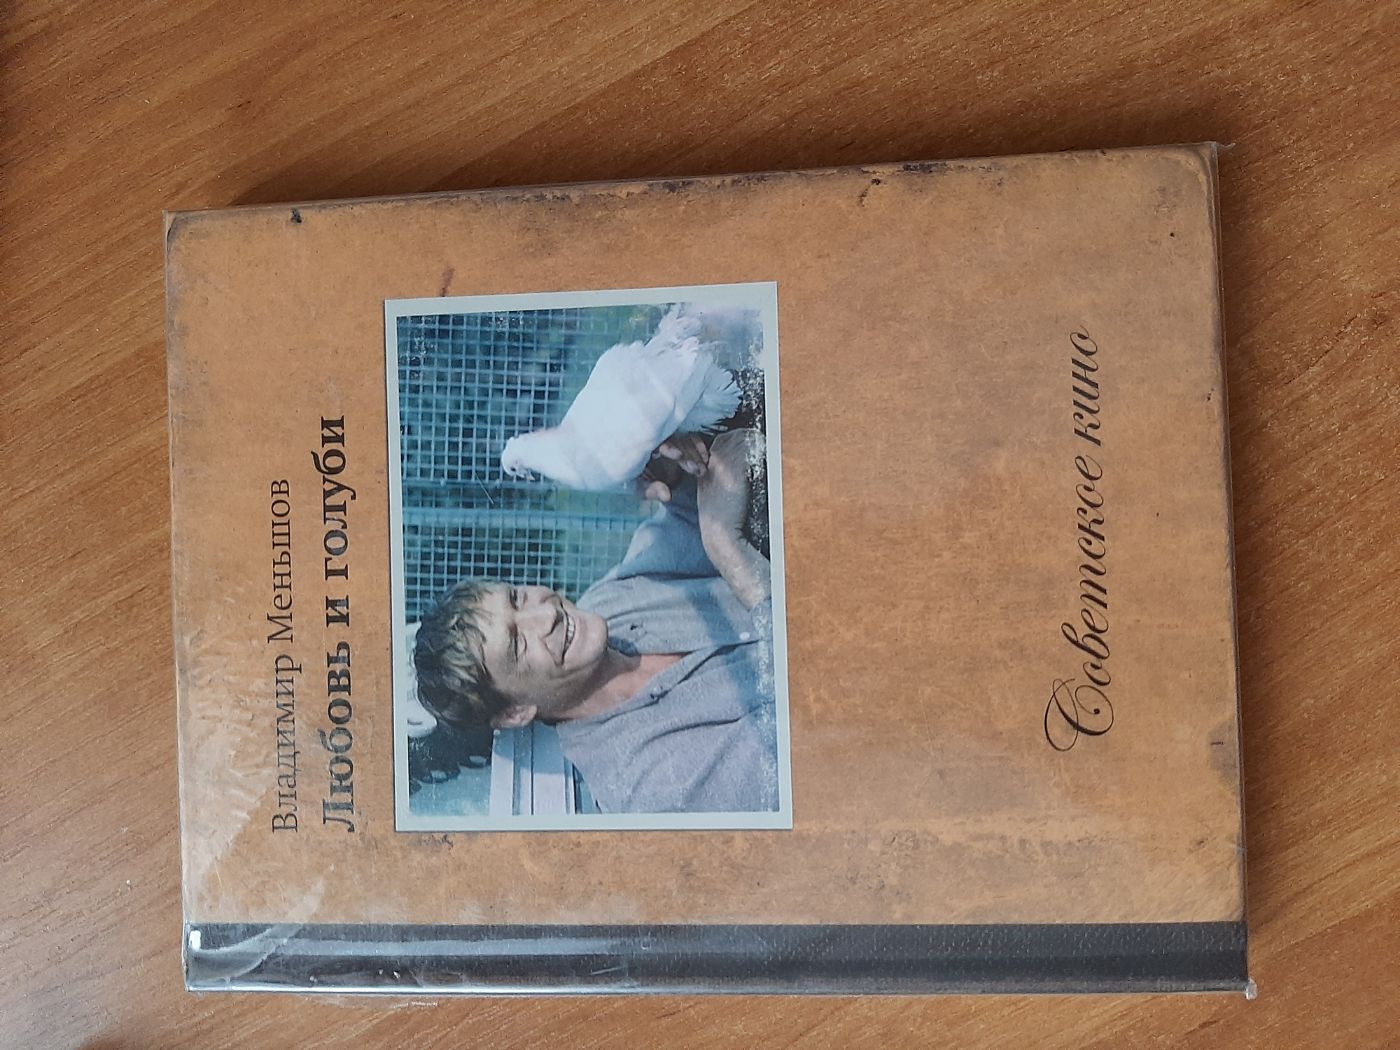 Владимир Меньшов
Любовь и голуби
Советское кино